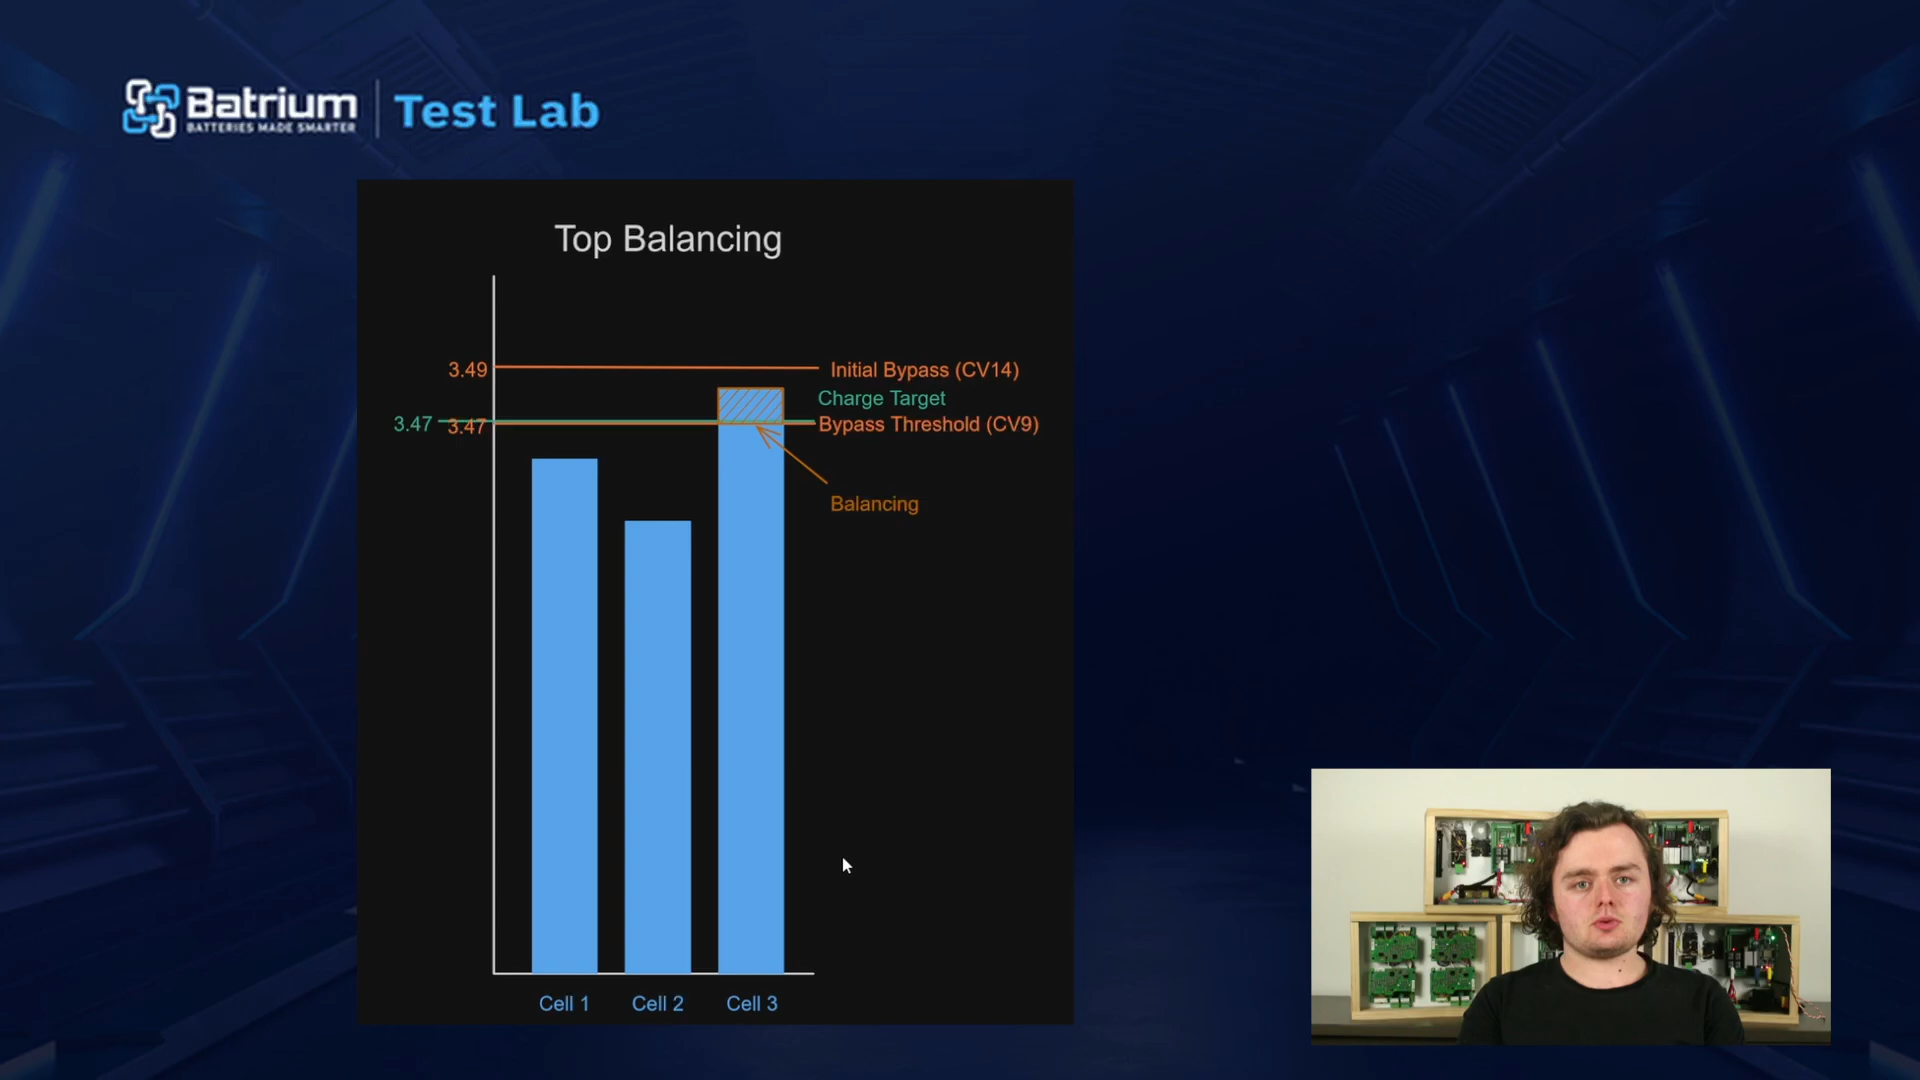 Batrium
BATTERIES MADE SMARTER
Test Lab
Top Balancing
3.49
Initial Bypass (CV14)
Charge Target
3.47
3.47
Bypass Threshold (CV9)
Balancing
Cell 1
Cell 2
Cell 3